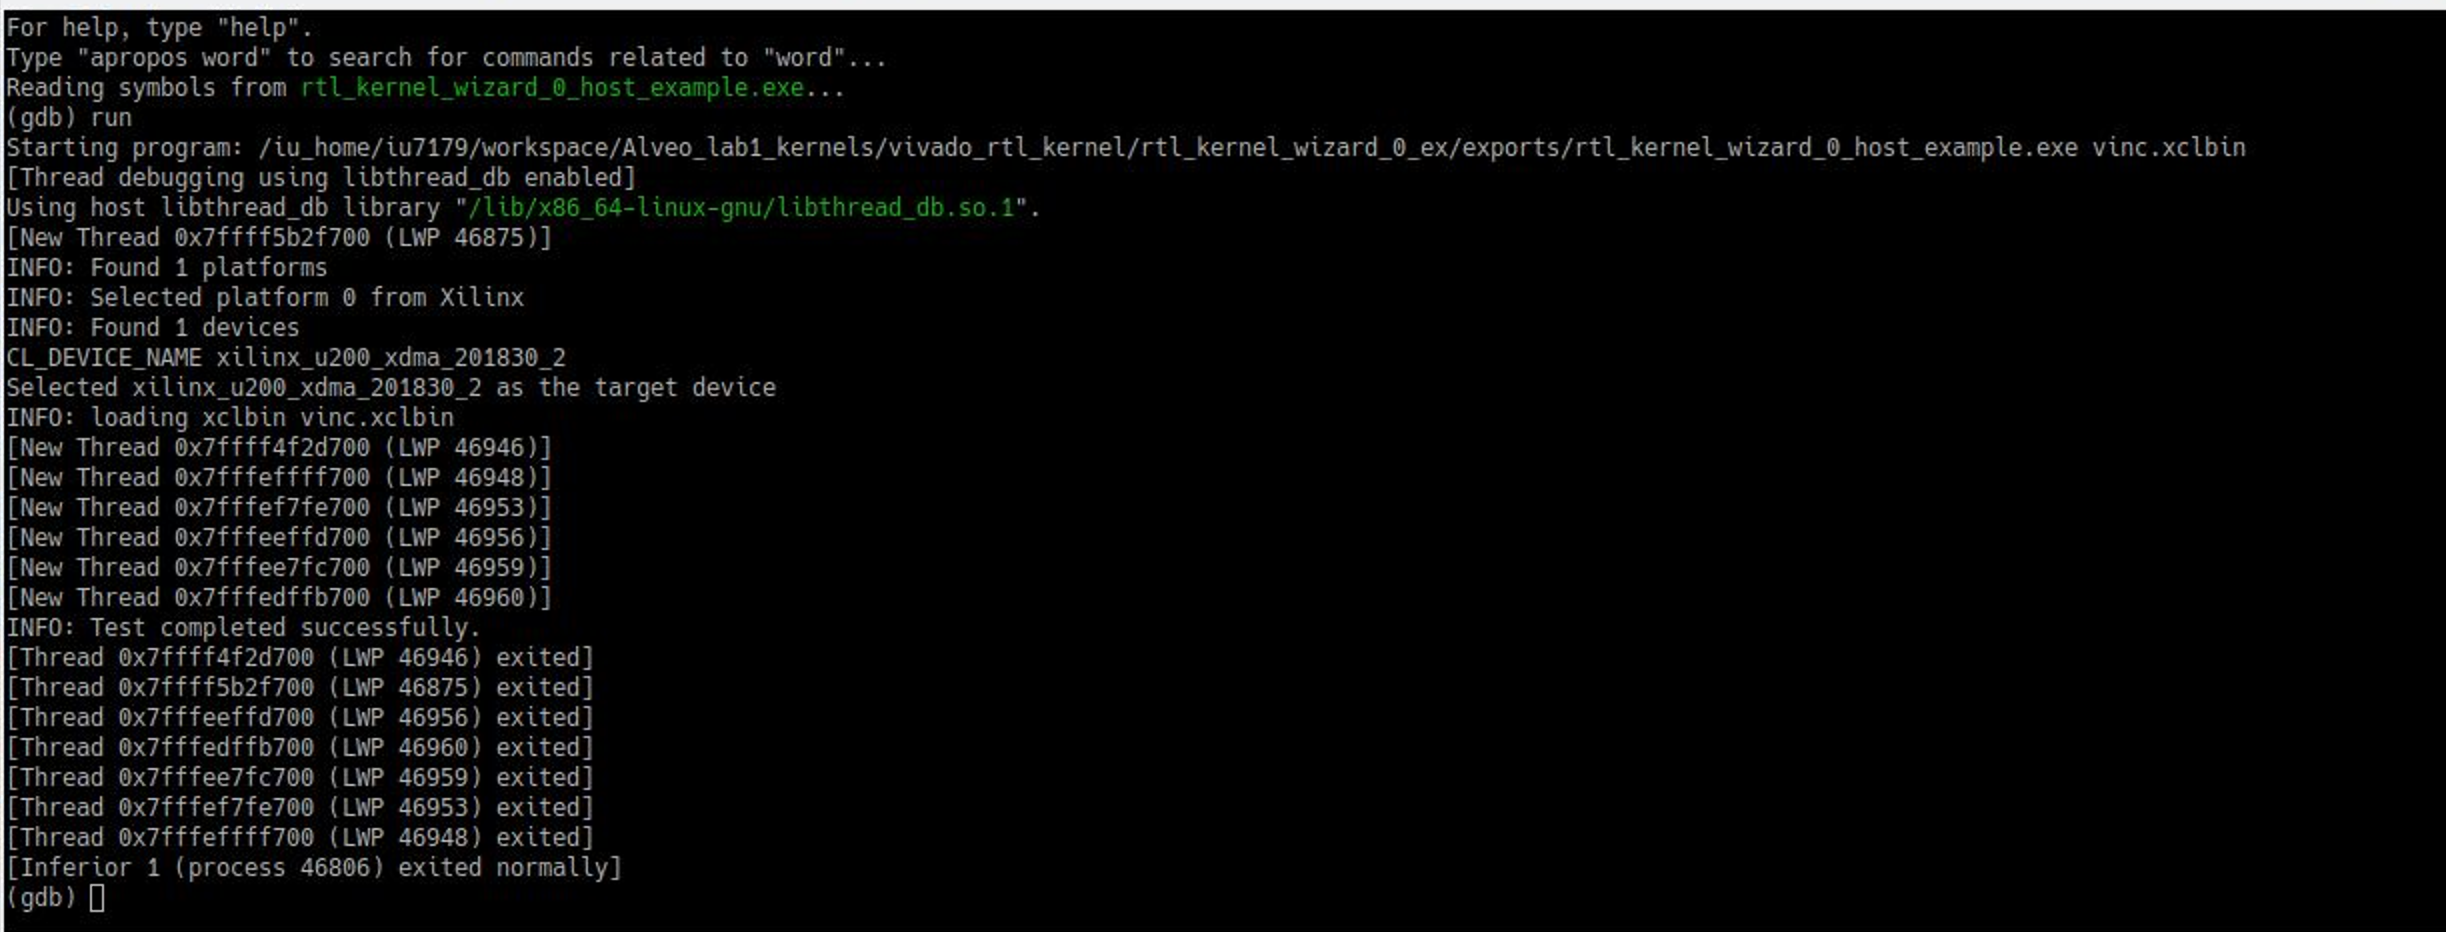 For help, type "help".
Type "apropos word" to search for commands related to "word"...
Reading symbols from rtl_kernel_wizard_0_host_example.exe...
(gdb) run
Starting program: /iu_home/iu7179/workspace/Alveo_lab1_kernels/vivado_rtl_kernel/rtl_kernel_wizard_0_ex/exports/rtl_kernel_wizard_0_host_example.exe vinc.xclbin
[Thread debugging using libthread_db enabled]
Using host libthread_db library "/lib/x86_64-linux-gnu/libthread_db.so.1".
[New Thread 0x7ffff5b2f700 (LWP 46875)]
INFO: Found 1 platforms
INFO: Selected platform 0 from Xilinx
INFO: Found 1 devices
CL_DEVICE_NAME xilinx_u200_xdma_201830_2
Selected xilinx_u200_xdma_201830_2 as the target device
INFO: loading xclbin vinc.xclbin
[New Thread 0x7ffff4f2d700 (LWP 46946)]
[New Thread 0x7fffeffff700 (LWP 46948)]
[New Thread 0x7fffef7fe700 (LWP 46953)]
[New Thread 0x7fffeeffd700 (LWP 46956)]
[New Thread 0x7fffee7fc700 (LWP 46959)]
[New Thread 0x7fffedffb700 (LWP 46960)]
INFO: Test completed successfully.
[Thread 0x7ffff4f2d700 (LWP 46946) exited]
[Thread 0x7ffff5b2f700 (LWP 46875) exited]
[Thread 0x7fffeeffd700 (LWP 46956) exited]
[Thread 0x7fffedffb700 (LWP 46960) exited]
[Thread 0x7fffee7fc700 (LWP 46959) exited]
[Thread 0x7fffef7fe700 (LWP 46953) exited]
[Thread 0x7fffeffff700 (LWP 46948) exited]
[Inferior 1 (process 46806) exited normally]
(gdb)